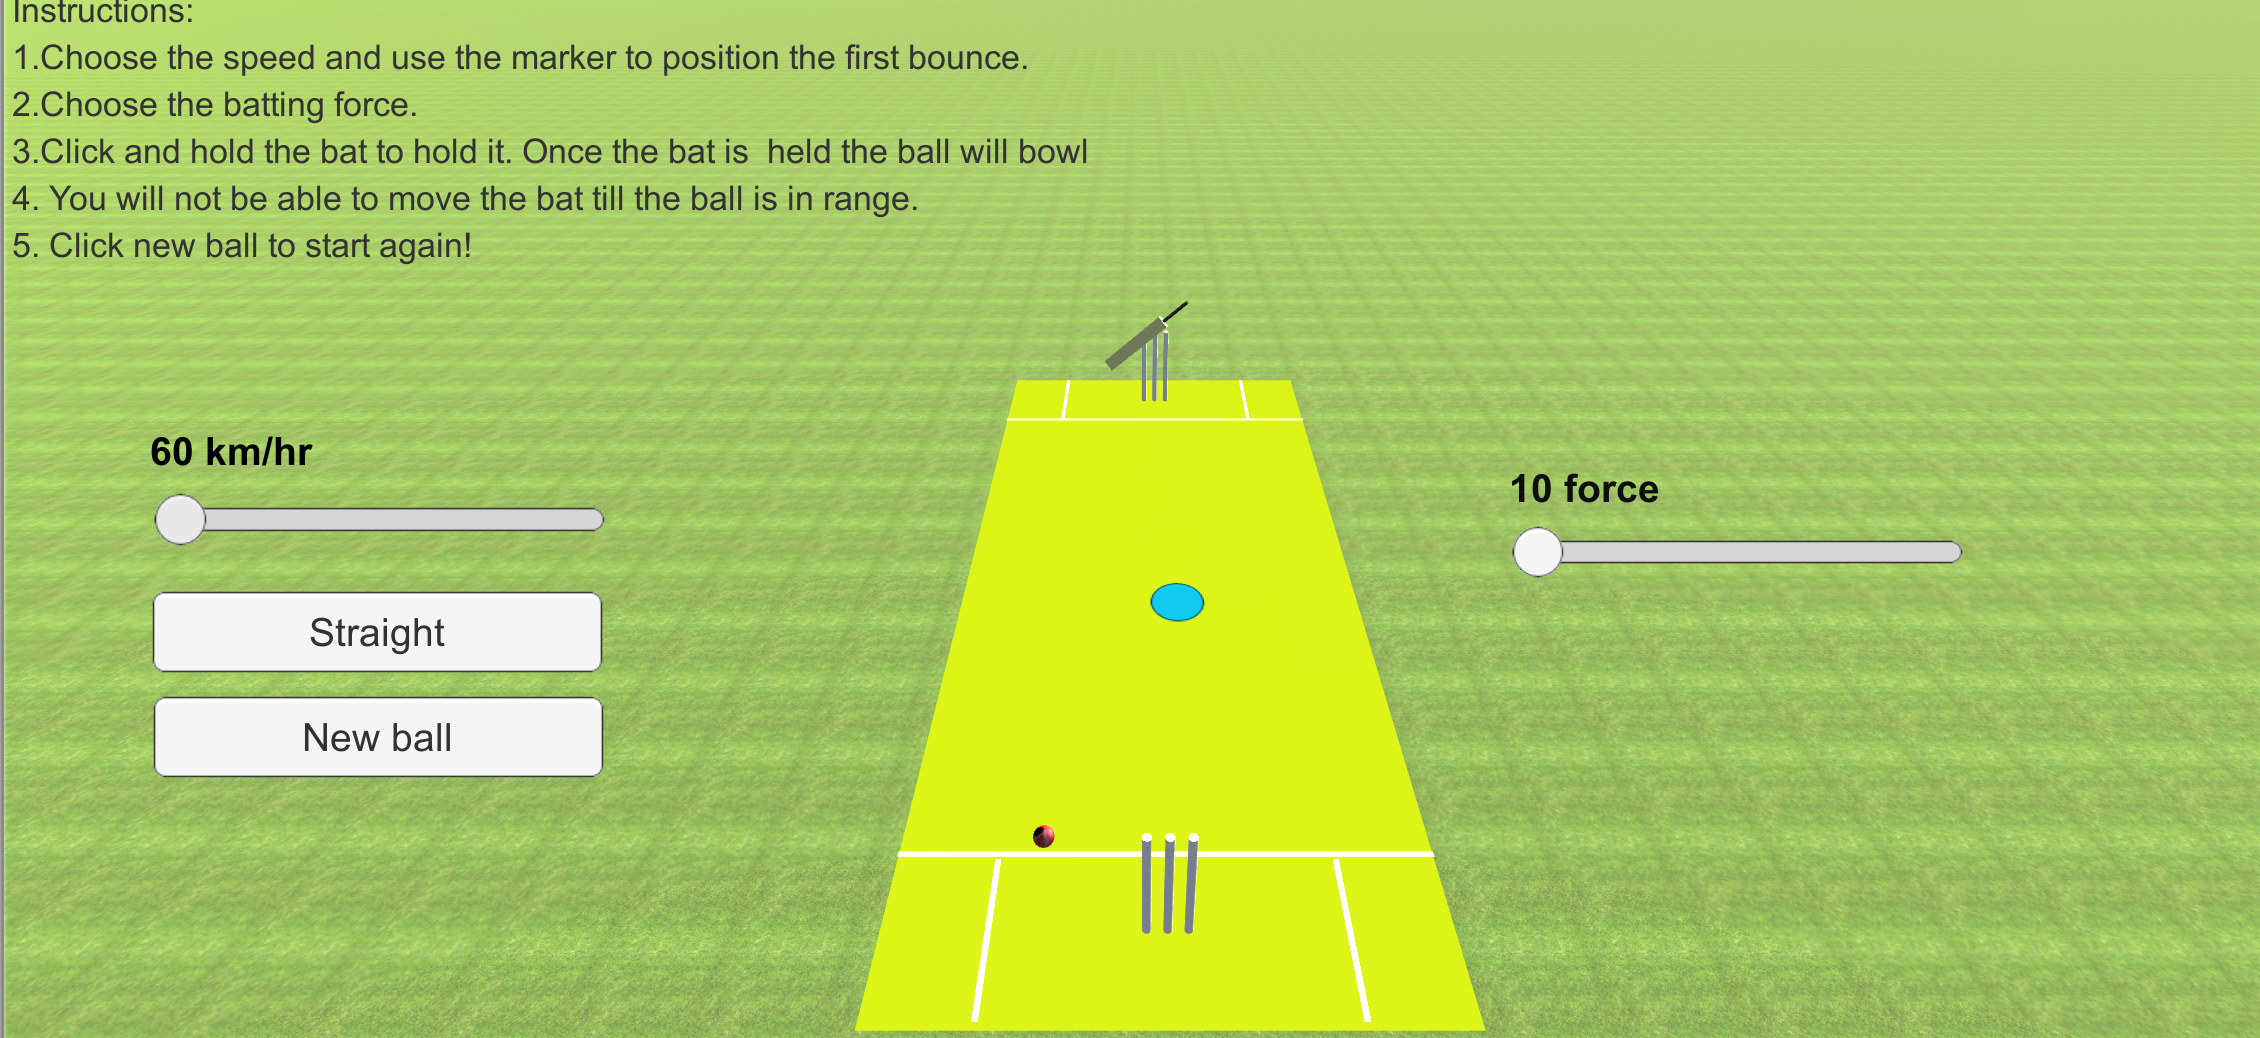 Instructions:
1.Choose the speed and use the marker to position the first bounce.
2.Choose the batting force.
3.Click and hold the bat to hold it. Once the bat is  held the ball will bowl
4. You will not be able to move the bat till the ball is in range.
5. Click new ball to start again!
60 km/hr
10 force
Straight
New ball